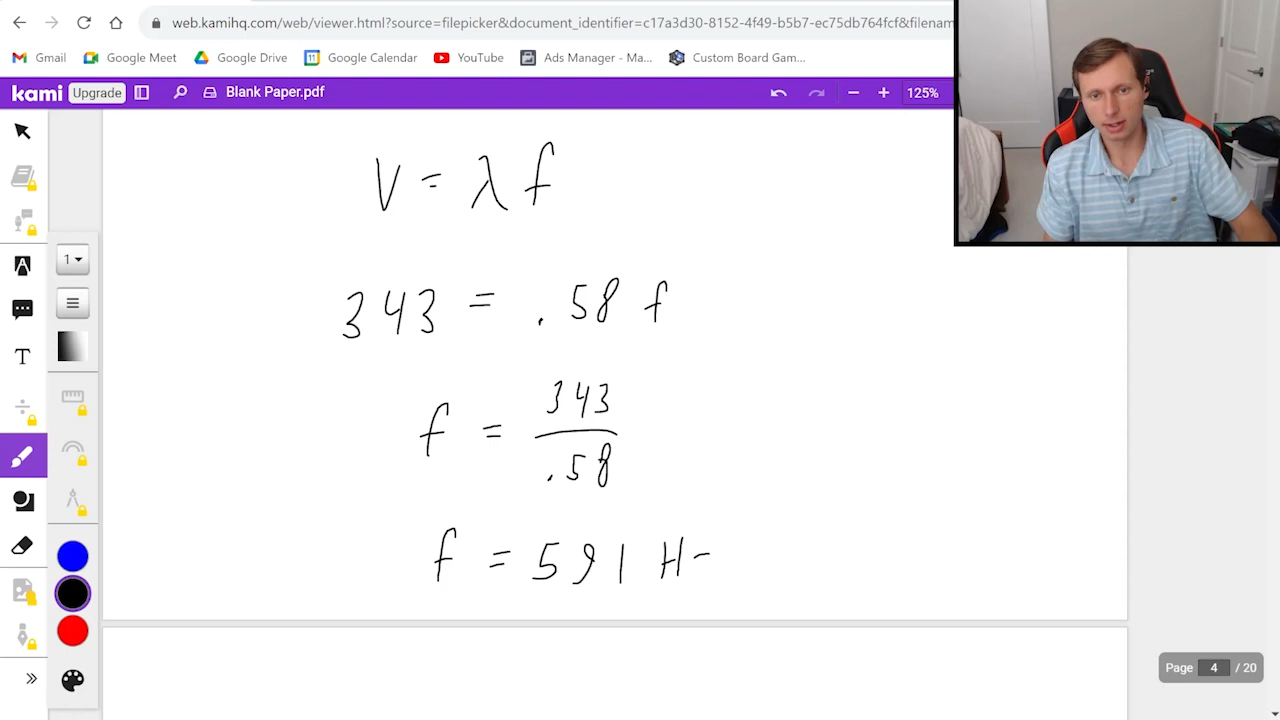 web.kamihq.com/web/viewer.html?source=filepicker&document_identifier=c17a3d30-8152-4f49-b5b7-ec75db764fcf&filenam
Gmail Google Meet Google Drive Google Calendar YouTube Ads Manager - Ma... Custom Board Gam...
kami Upgrade Blank Paper.pdf 125%
V = λ f
1
343 = .58 f
T
f = 343/.58
f = 591 H-
Page 4 / 20